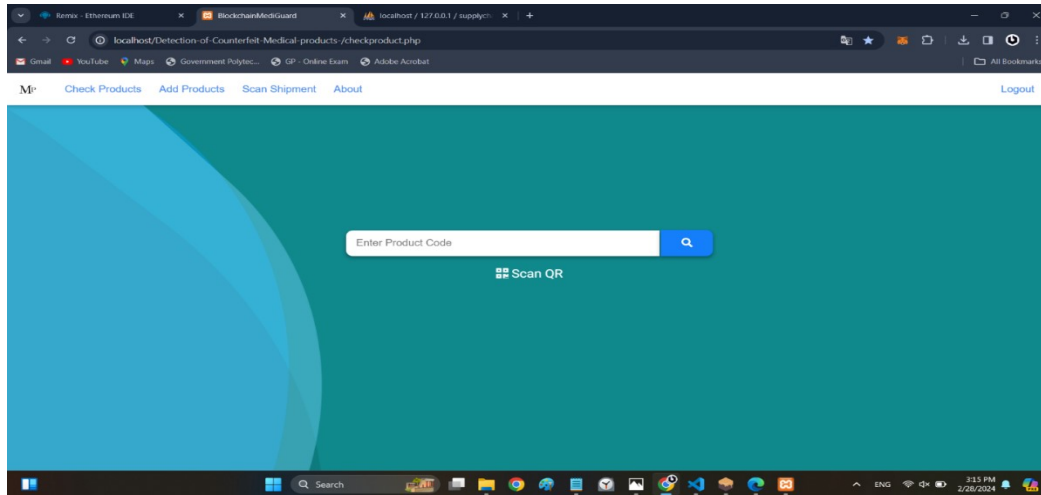 Remix - Ethereum IDE
BlockchainMediGuard
localhost / 127.0.0.1 / supplych
localhost/Detection-of-Counterfeit-Medical-products-/checkproduct.php
Gmail YouTube Maps Government Polytec... GP - Online Exam Adobe Acrobat All Bookmarks
Check Products Add Products Scan Shipment About Logout
Enter Product Code
Scan QR
Search
ENG
3:15 PM
2/28/2024